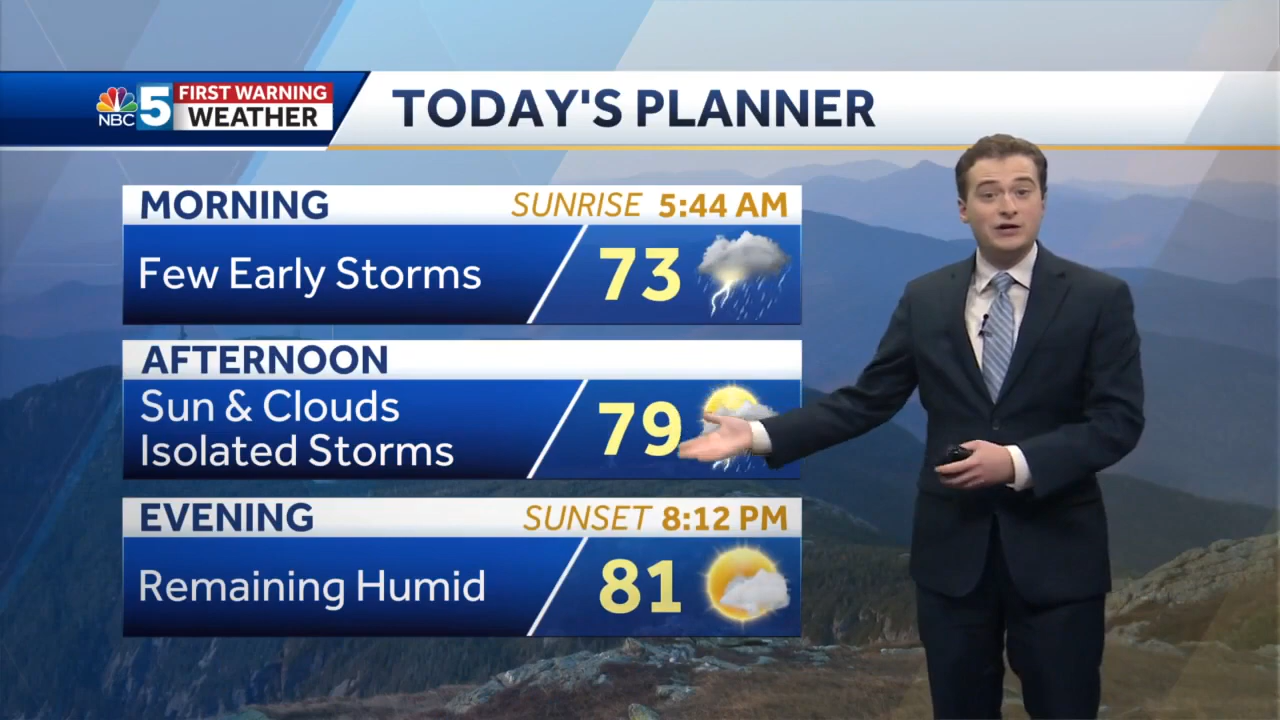 NBC 5 FIRST WARNING
WEATHER
TODAY'S PLANNER
MORNING SUNRISE 5:44 AM
Few Early Storms 73
AFTERNOON
Sun & Clouds
Isolated Storms 79
EVENING SUNSET 8:12 PM
Remaining Humid 81